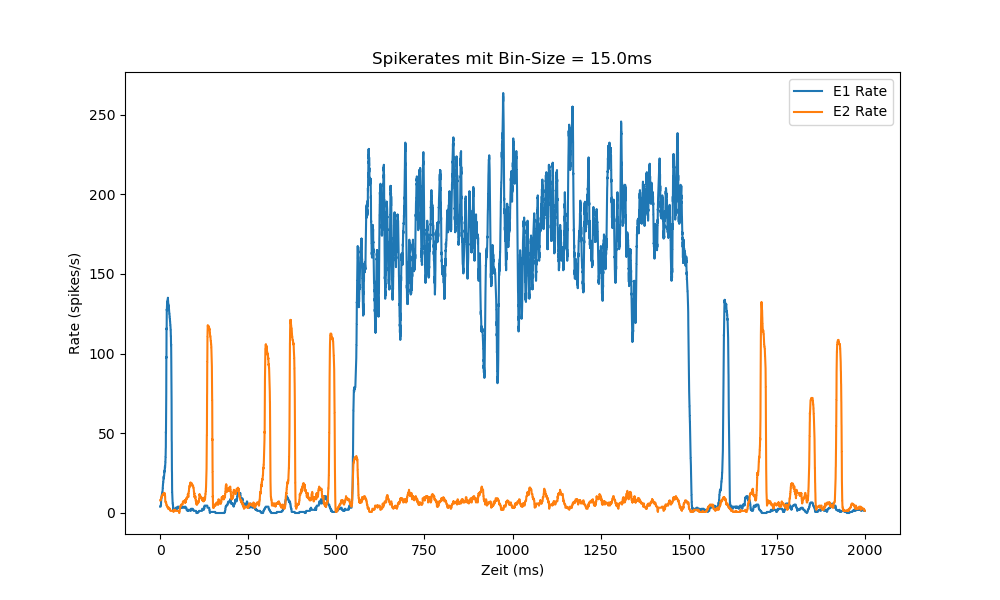 Spikerates mit Bin-Size = 15.0ms
E1 Rate
E2 Rate
Rate (spikes/s)
250
200
150
100
50
0
0 250 500 750 1000 1250 1500 1750 2000
Zeit (ms)